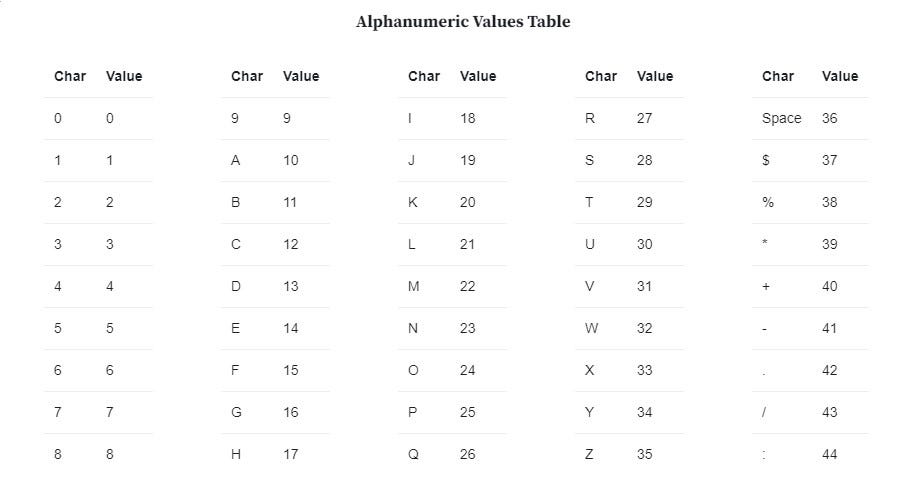 Alphanumeric Values Table
Char Value Char Value Char Value Char Value Char Value
0 0 9 9 I 18 R 27 Space 36
1 1 A 10 J 19 S 28 $ 37
2 2 B 11 K 20 T 29 % 38
3 3 C 12 L 21 U 30 * 39
4 4 D 13 M 22 V 31 + 40
5 5 E 14 N 23 W 32 - 41
6 6 F 15 O 24 X 33 . 42
7 7 G 16 P 25 Y 34 / 43
8 8 H 17 Q 26 Z 35 : 44